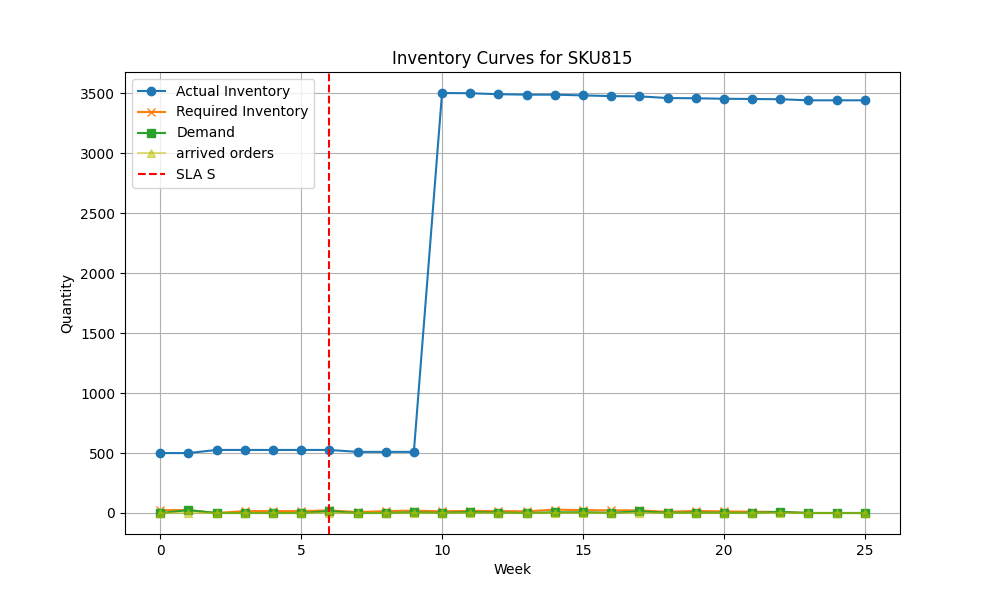 Inventory Curves for SKU815
Actual Inventory
Required Inventory
Demand
arrived orders
SLA S
Quantity
3500
3000
2500
2000
1500
1000
500
0
0
5
10
15
20
25
Week